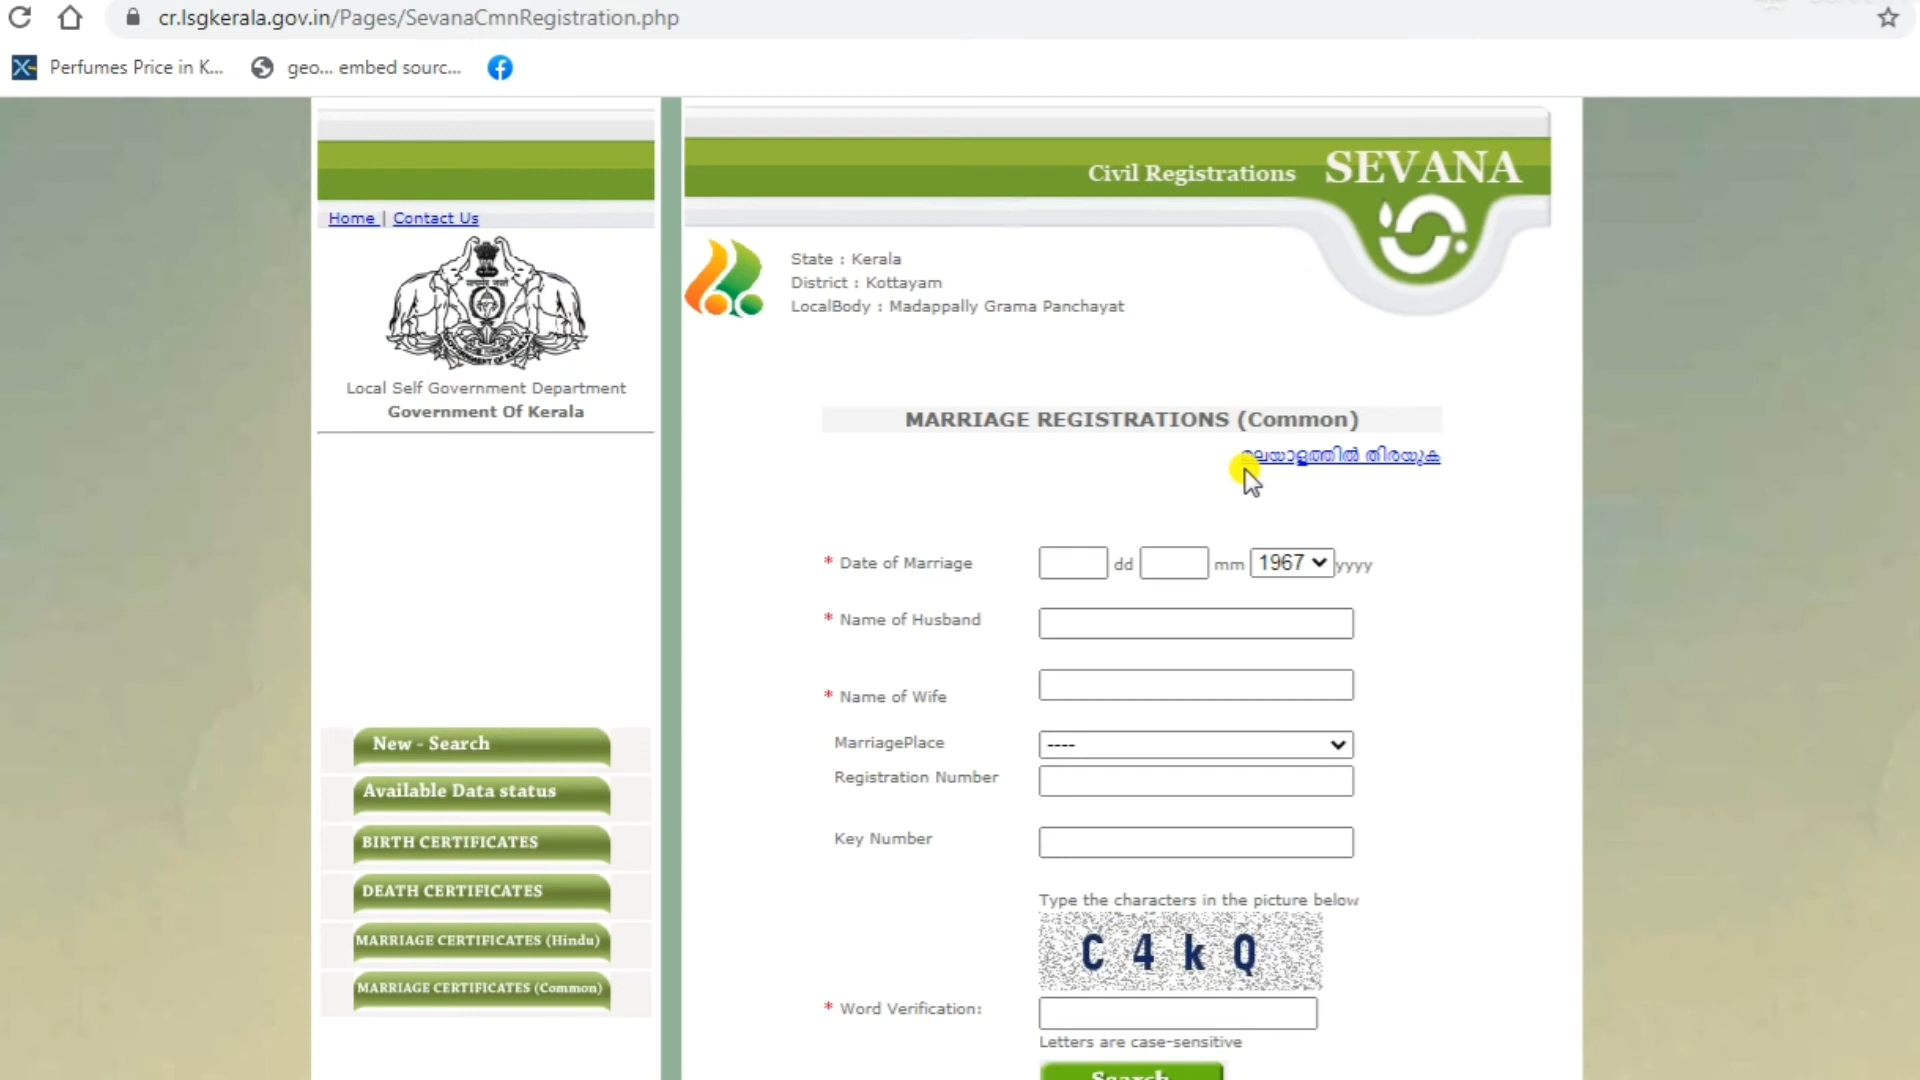 cr.lsgkerala.gov.in/Pages/SevanaCmnRegistration.php
Perfumes Price in K...
geo... embed sourc...
Home | Contact Us
Local Self Government Department
Government Of Kerala
New - Search
Available Data status
BIRTH CERTIFICATES
DEATH CERTIFICATES
MARRIAGE CERTIFICATES (Hindu)
MARRIAGE CERTIFICATES (Common)
Civil Registrations SEVANA
State : Kerala
District : Kottayam
LocalBody : Madappally Grama Panchayat
MARRIAGE REGISTRATIONS (Common)
മലയാളത്തിൽ തിരയുക
* Date of Marriage dd mm 1967 yyyy
* Name of Husband
* Name of Wife
MarriagePlace ----
Registration Number
Key Number
Type the characters in the picture below
C 4 k Q
* Word Verification:
Letters are case-sensitive
Search